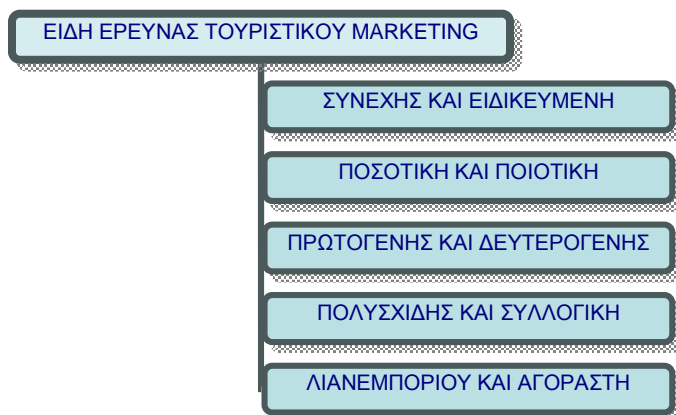 ΕΙΔΗ ΕΡΕΥΝΑΣ ΤΟΥΡΙΣΤΙΚΟΥ MARKETING
ΣΥΝΕΧΗΣ ΚΑΙ ΕΙΔΙΚΕΥΜΕΝΗ
ΠΟΣΟΤΙΚΗ ΚΑΙ ΠΟΙΟΤΙΚΗ
ΠΡΩΤΟΓΕΝΗΣ ΚΑΙ ΔΕΥΤΕΡΟΓΕΝΗΣ
ΠΟΛΥΣΧΙΔΗΣ ΚΑΙ ΣΥΛΛΟΓΙΚΗ
ΛΙΑΝΕΜΠΟΡΙΟΥ ΚΑΙ ΑΓΟΡΑΣΤΗ